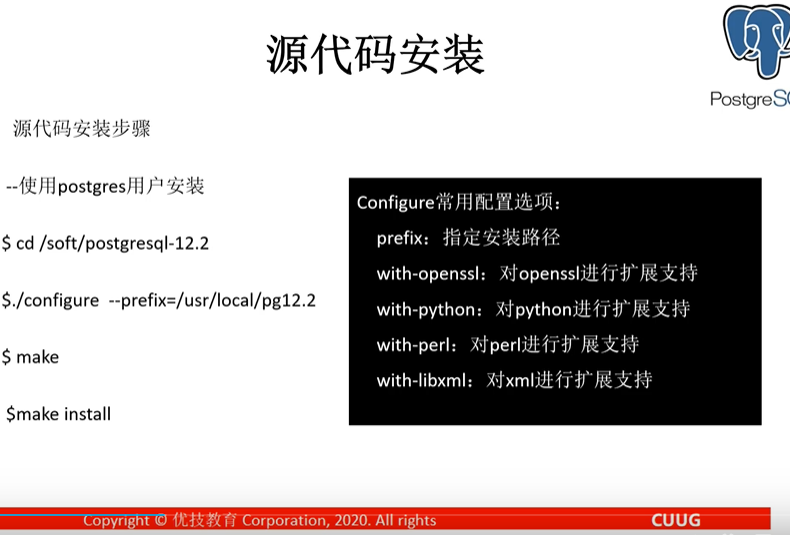 源代码安装
PostgreSQ
源代码安装步骤
--使用postgres用户安装
$ cd /soft/postgresql-12.2
$./configure --prefix=/usr/local/pg12.2
$ make
$make install
Configure常用配置选项：
prefix：指定安装路径
with-openssl：对openssl进行扩展支持
with-python：对python进行扩展支持
with-perl：对perl进行扩展支持
with-libxml：对xml进行扩展支持
Copyright © 优技教育 Corporation, 2020. All rights
CUUG